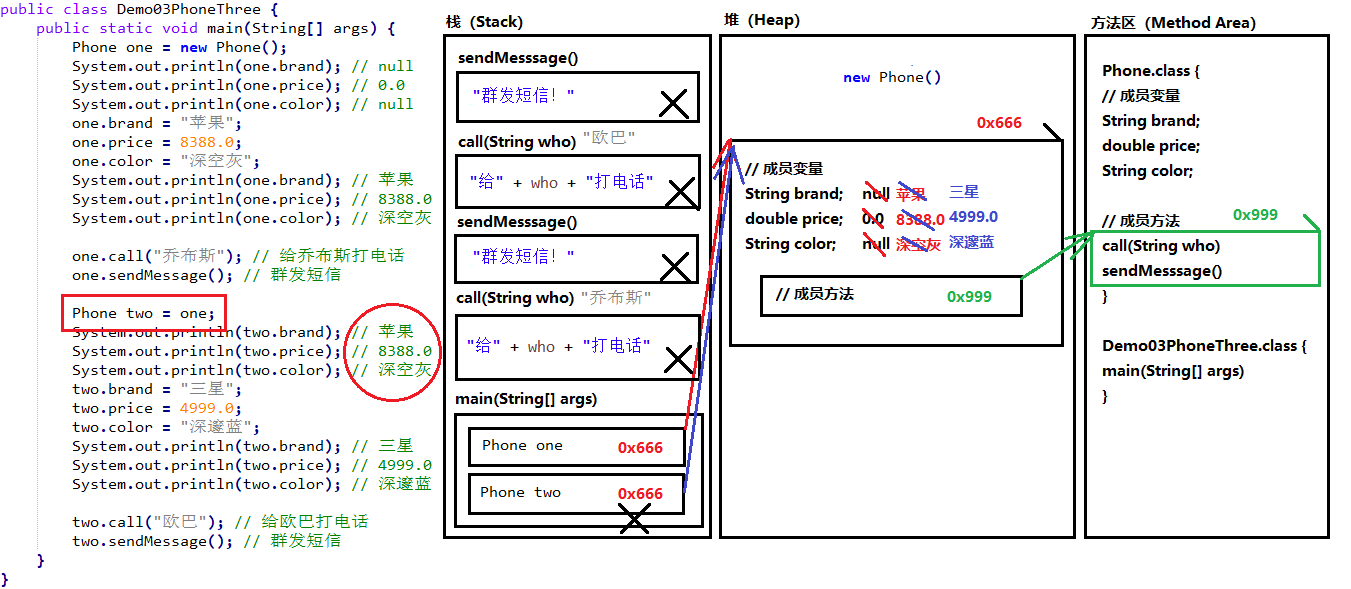 public class Demo03PhoneThree {
public static void main(String[] args) {
Phone one = new Phone();
System.out.println(one.brand); // null
System.out.println(one.price); // 0.0
System.out.println(one.color); // null
one.brand = "苹果";
one.price = 8388.0;
one.color = "深空灰";
System.out.println(one.brand); // 苹果
System.out.println(one.price); // 8388.0
System.out.println(one.color); // 深空灰
one.call("乔布斯"); // 给乔布斯打电话
one.sendMessage(); // 群发短信
Phone two = one;
System.out.println(two.brand); // 苹果
System.out.println(two.price); // 8388.0
System.out.println(two.color); // 深空灰
two.brand = "三星";
two.price = 4999.0;
two.color = "深邃蓝";
System.out.println(two.brand); // 三星
System.out.println(two.price); // 4999.0
System.out.println(two.color); // 深邃蓝
two.call("欧巴"); // 给欧巴打电话
two.sendMessage(); // 群发短信
}
}
栈（Stack）
sendMesssage()
"群发短信！"
call(String who) "欧巴"
"给" + who + "打电话"
sendMesssage()
"群发短信！"
call(String who) "乔布斯"
"给" + who + "打电话"
main(String[] args)
Phone one 0x666
Phone two 0x666
堆（Heap）
new Phone()
0x666
// 成员变量
String brand; null 苹果 三星
double price; 0.0 8388.0 4999.0
String color; null 深空灰 深邃蓝
// 成员方法 0x999
方法区（Method Area）
Phone.class {
// 成员变量
String brand;
double price;
String color;
// 成员方法 0x999
call(String who)
sendMesssage()
}
Demo03PhoneThree.class {
main(String[] args)
}